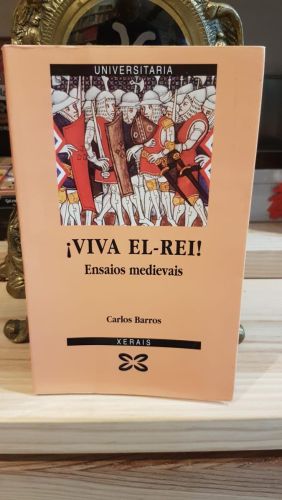 UNIVERSITARIA
¡VIVA EL-REI!
Ensaios medievais
Carlos Barros
XERAIS